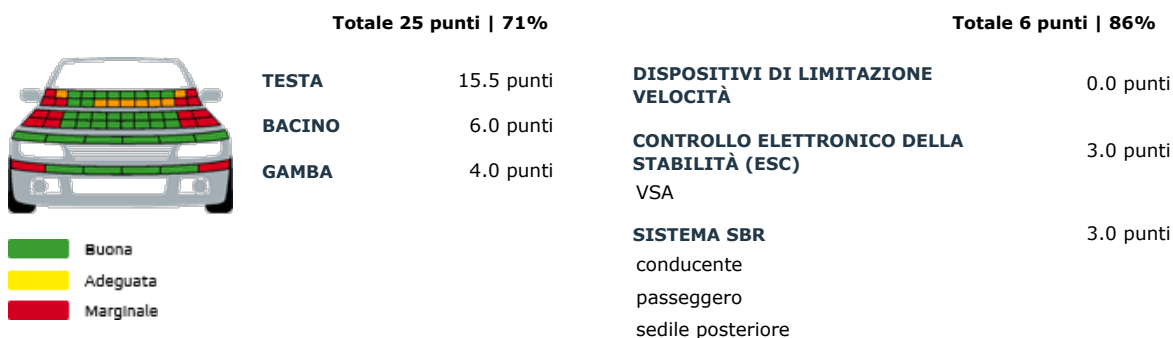 Totale 25 punti | 71%
TESTA 15.5 punti
BACINO 6.0 punti
GAMBA 4.0 punti
Buona
Adeguata
Marginale
Totale 6 punti | 86%
DISPOSITIVI DI LIMITAZIONE
VELOCITÀ 0.0 punti
CONTROLLO ELETTRONICO DELLA
STABILITÀ (ESC) 3.0 punti
VSA
SISTEMA SBR 3.0 punti
conducente
passeggero
sedile posteriore